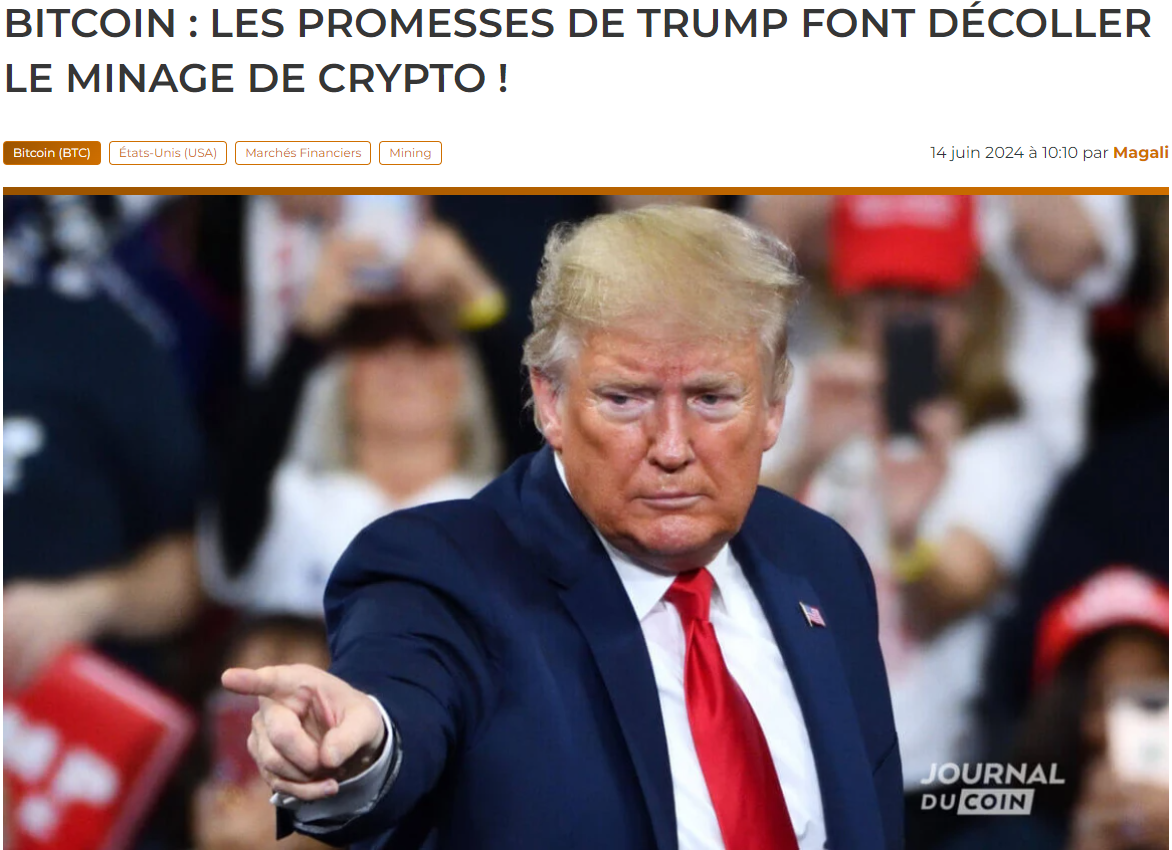 BITCOIN : LES PROMESSES DE TRUMP FONT DÉCOLLER
LE MINAGE DE CRYPTO !
Bitcoin (BTC)
États-Unis (USA)
Marchés Financiers
Mining
14 juin 2024 à 10:10 par Magali
JOURNAL
DU COIN